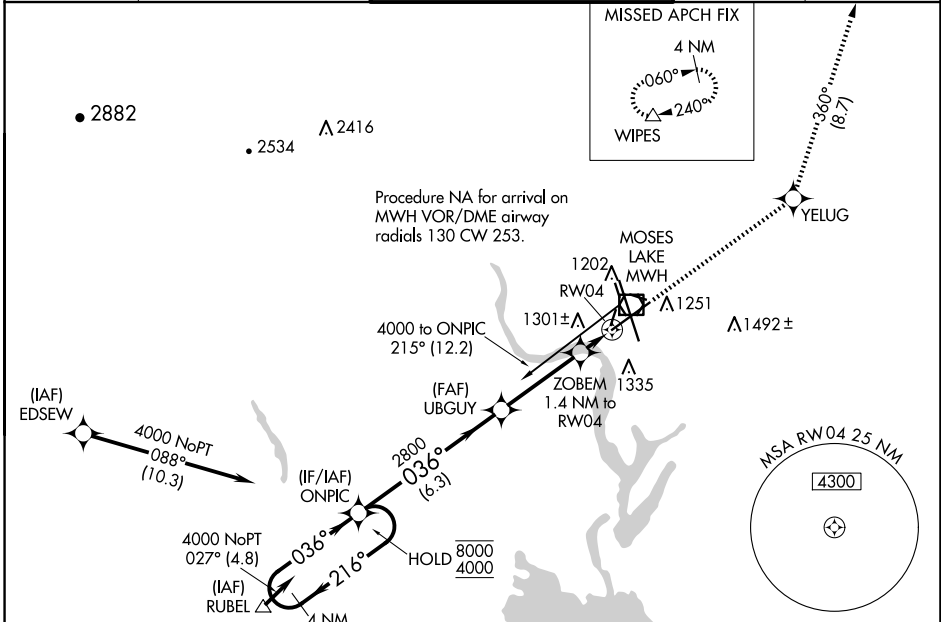 MISSED APCH FIX
4 NM
060°
240°
WIPES
360°
(8.7)
2882
2534
2416
YELUG
Procedure NA for arrival on
MWH VOR/DME airway
radials 130 CW 253.
MOSES
LAKE
MWH
1202
RW04
1251
1301±
1492±
4000 to ONPIC
215° (12.2)
1335
ZOBEM
1.4 NM to
RW04
(FAF)
UBGUY
(IAF)
EDSEW
4000 NoPT
088°
(10.3)
2800
036°
(6.3)
(IF/IAF)
ONPIC
MSA RW04 25 NM
4300
4000 NoPT
027° (4.8)
036°
216°
HOLD
8000
4000
(IAF)
RUBEL
4 NM